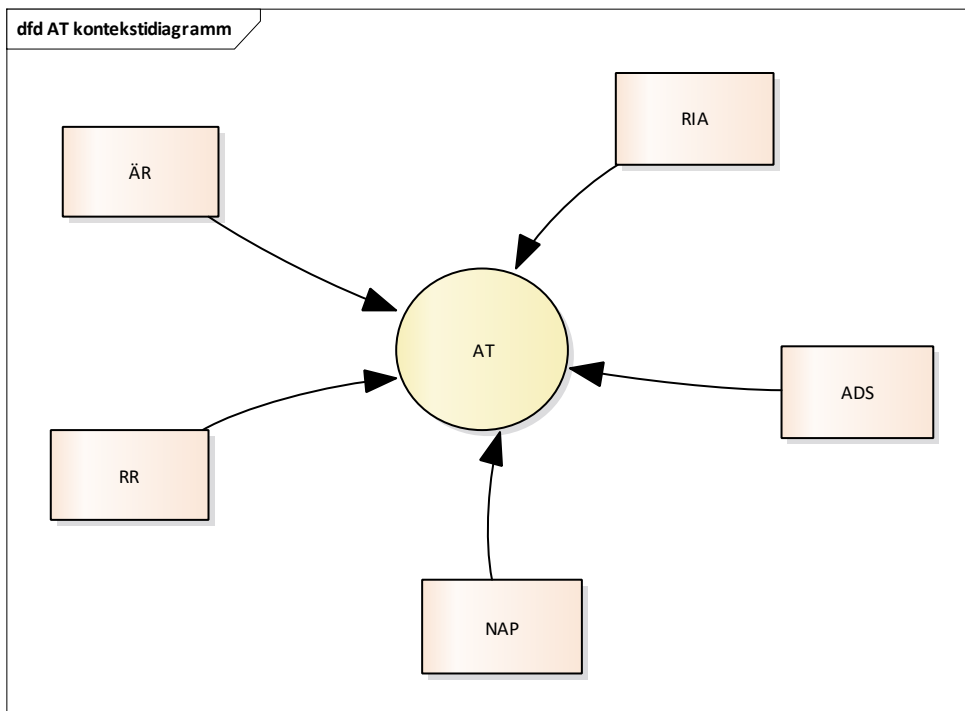 dfd AT kontekstidiagramm
RIA
ÄR
AT
ADS
RR
NAP